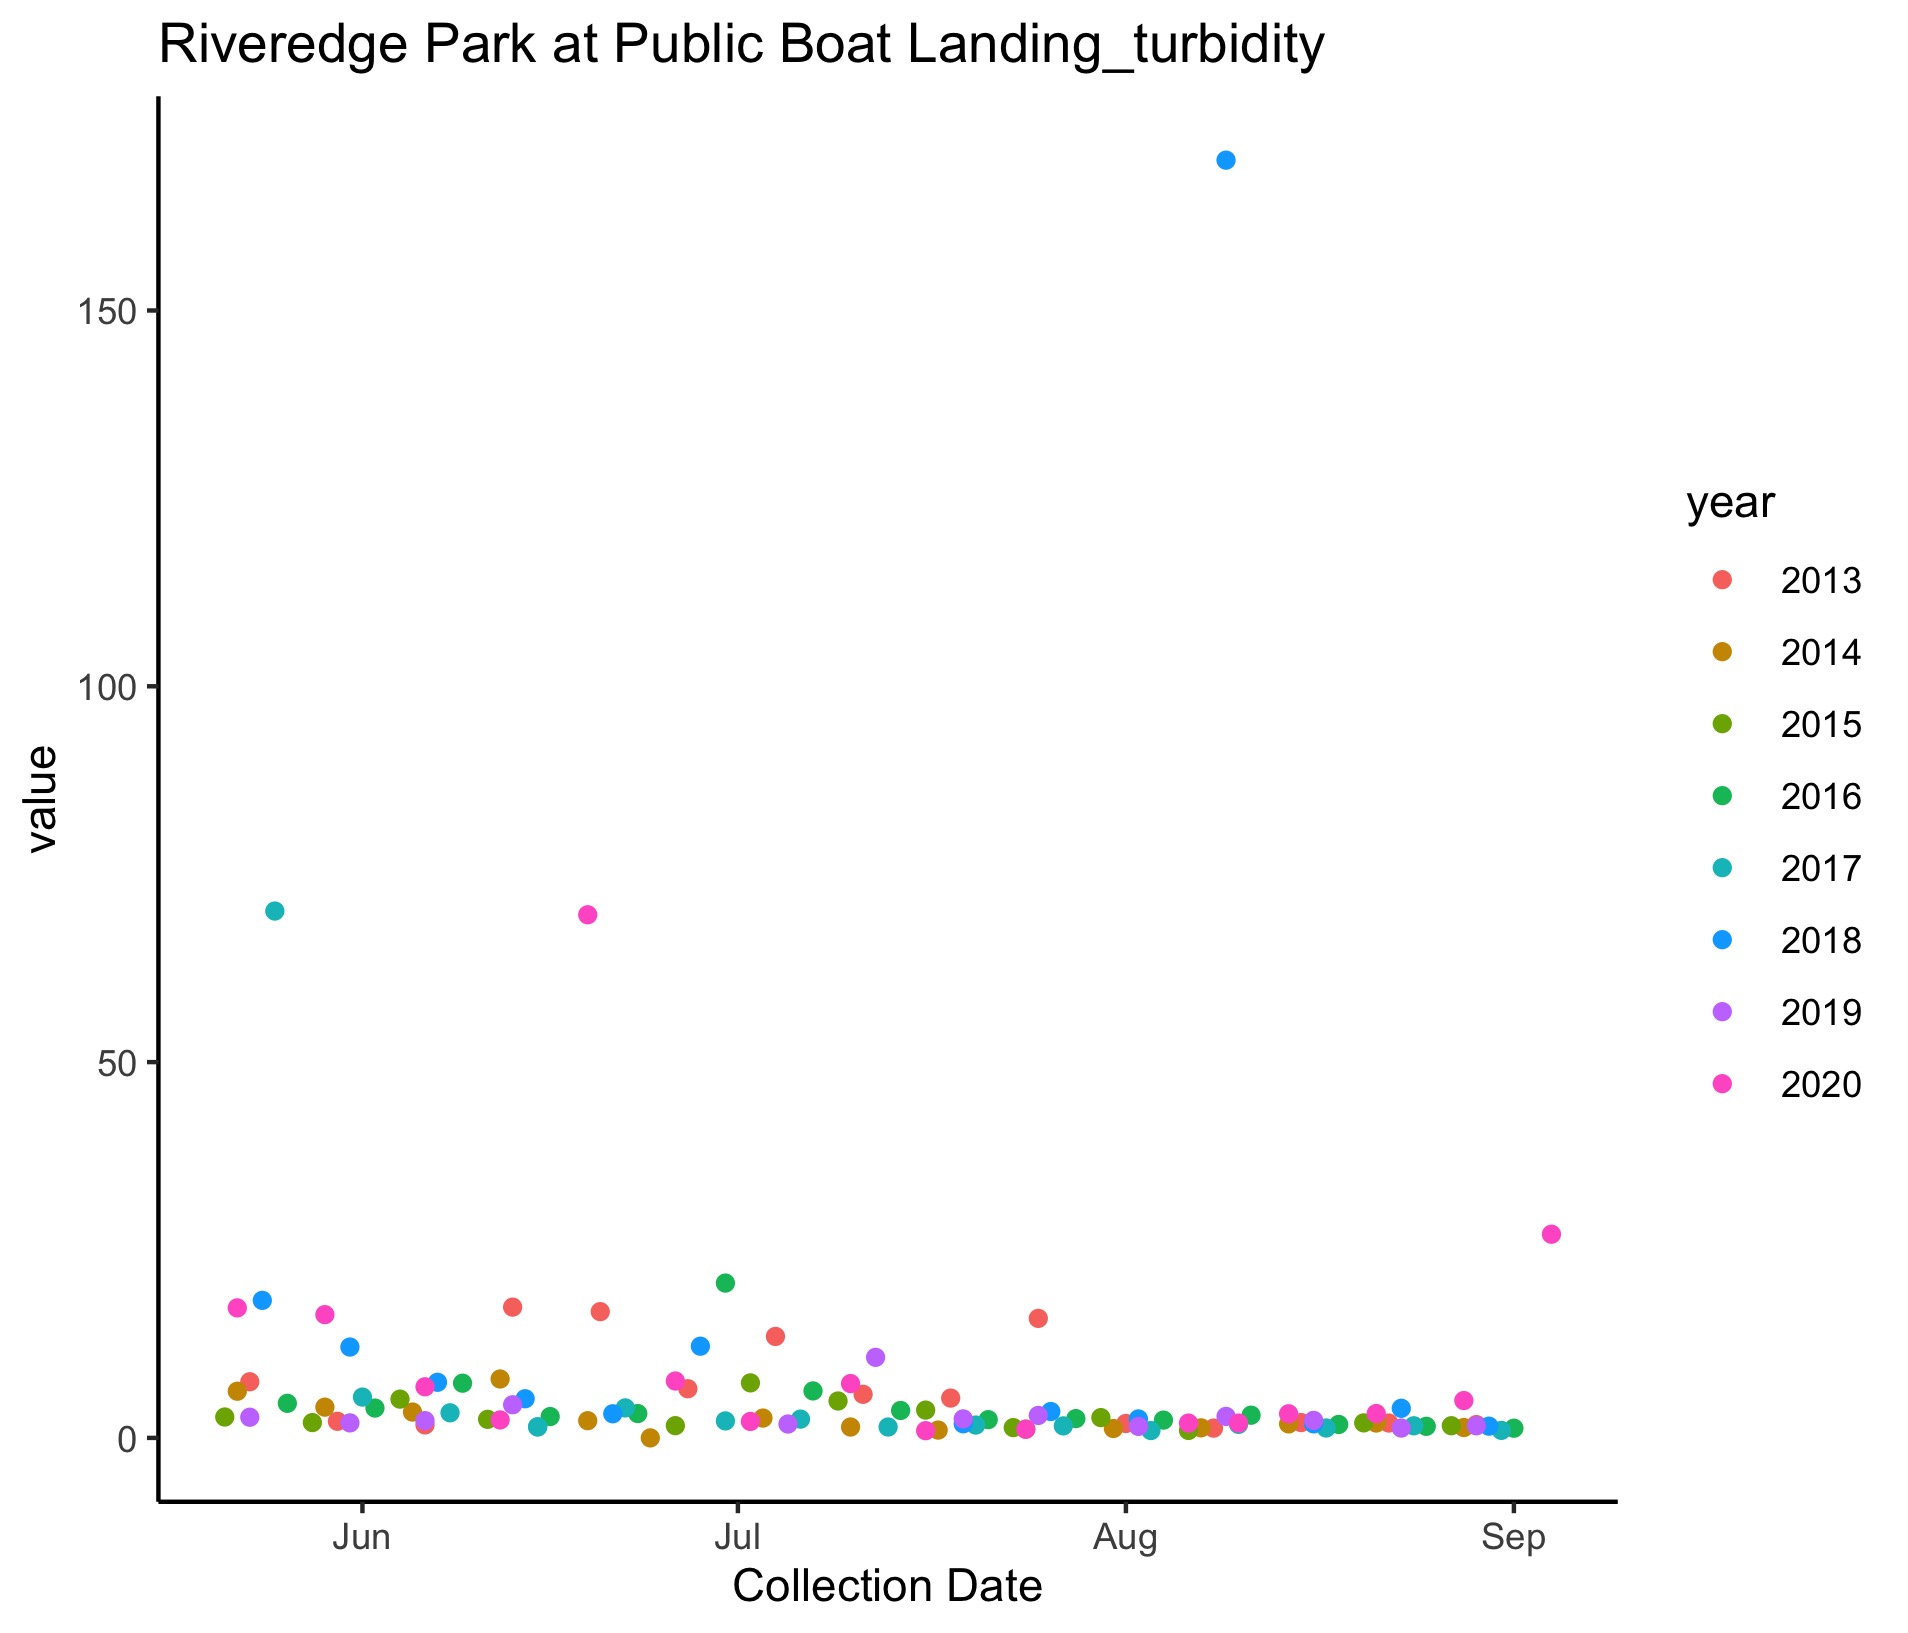 Riveredge Park at Public Boat Landing_turbidity
150
100
50
0
value
Jun Jul Aug Sep
Collection Date
year
2013
2014
2015
2016
2017
2018
2019
2020